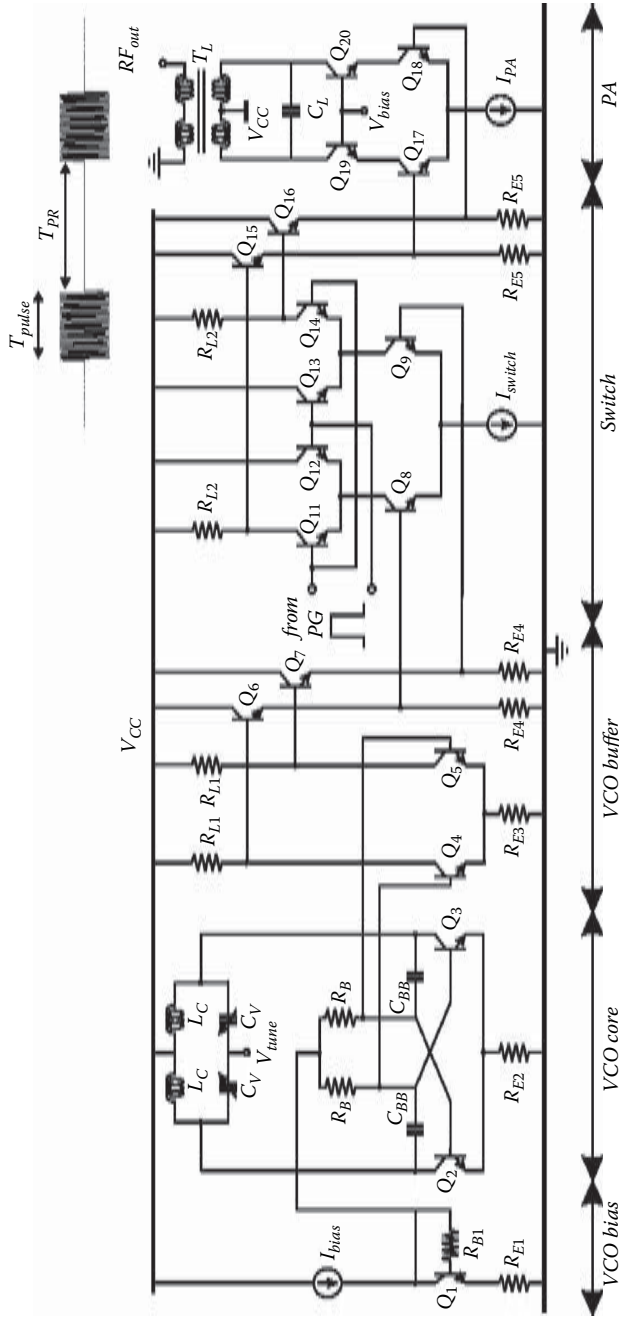 T_pulse
T_PR
RF_out
T_L
V_CC
C_L
Q_20
Q_19
V_bias
Q_18
Q_17
I_PA
PA
V_CC
R_L2
R_L2
Q_15
Q_16
Q_11
Q_12
Q_13
Q_14
Q_8
Q_9
from
PG
I_switch
R_E5
R_E5
Switch
R_L1
R_L1
Q_6
Q_7
Q_4
Q_5
R_E3
R_E4
R_E4
VCO buffer
L_C
L_C
C_V
C_V
V_tune
R_B
R_B
C_BB
C_BB
Q_2
Q_3
R_E2
VCO core
I_bias
Q_1
R_B1
R_E1
VCO bias